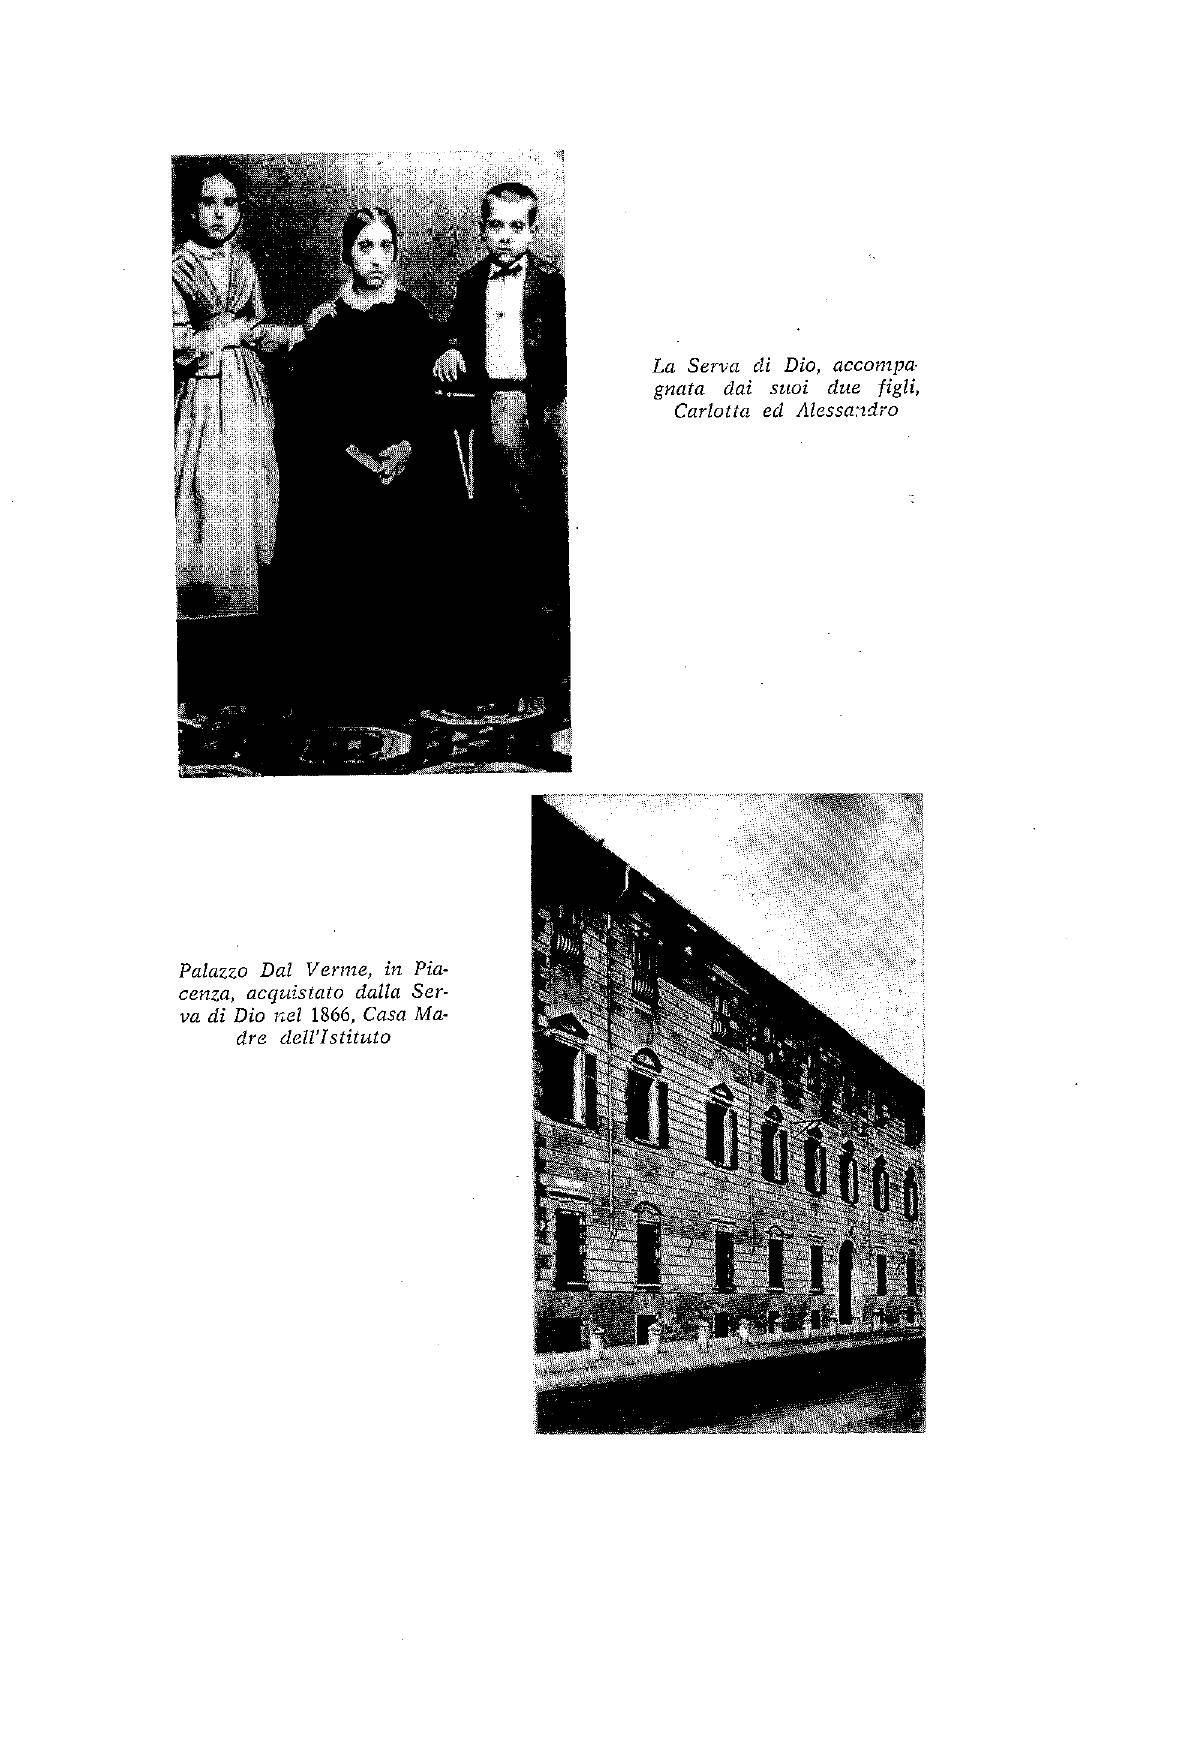 La Serva di Dio, accompa-
gnata dai suoi due figli,
Carlotta ed Alessandro
Palazzo Dal Verme, in Pia-
cenza, acquistato dalla Ser-
va di Dio nel 1866, Casa Ma-
dre dell'Istituto